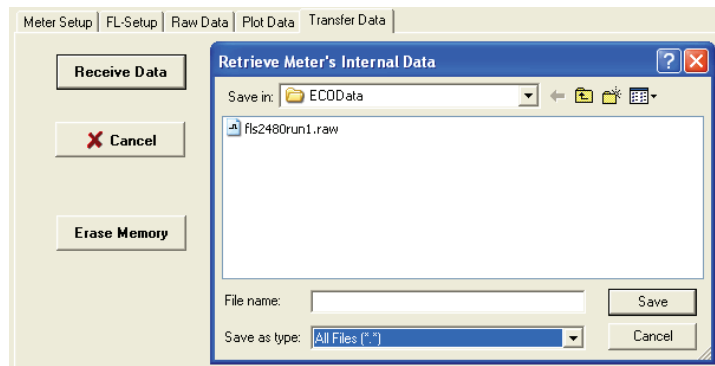 Meter Setup FL-Setup Raw Data Plot Data Transfer Data
Receive Data
Cancel
Erase Memory
Retrieve Meter's Internal Data
Save in: ECOData
fls2480run1.raw
File name: Save
Save as type: All Files (*.*) Cancel